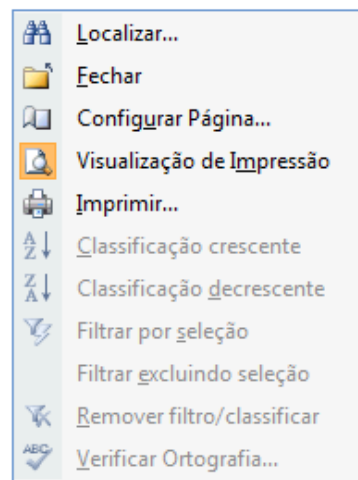 Localizar...
Fechar
Configurar Página...
Visualização de Impressão
Imprimir...
A Z Classificação crescente
Z A Classificação decrescente
Filtrar por seleção
Filtrar excluindo seleção
Remover filtro/classificar
ABC Verificar Ortografia...